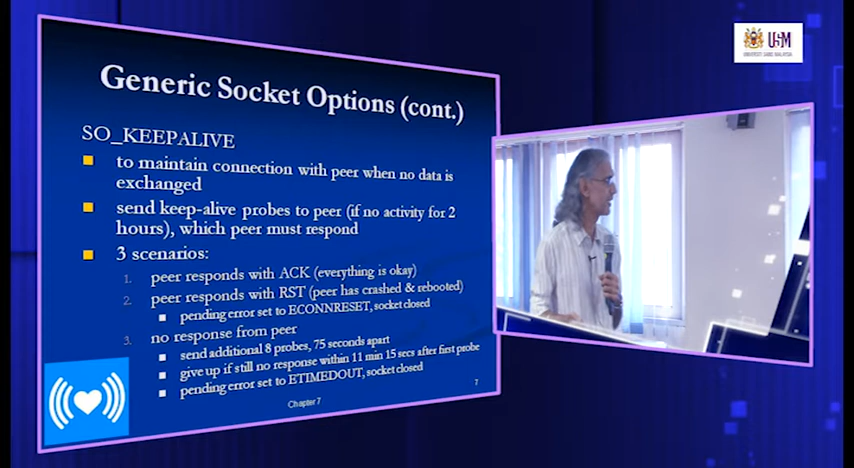 USM
UNIVERSITI SAINS MALAYSIA
Generic Socket Options (cont.)
SO_KEEPALIVE
to maintain connection with peer when no data is
exchanged
send keep-alive probes to peer (if no activity for 2
hours), which peer must respond
3 scenarios:
1. peer responds with ACK (everything is okay)
2. peer responds with RST (peer has crashed & rebooted)
pending error set to ECONNRESET, socket closed
3. no response from peer
send additional 8 probes, 75 seconds apart
give up if still no response within 11 min 15 secs after first probe
pending error set to ETIMEDOUT, socket closed
Chapter 7
7